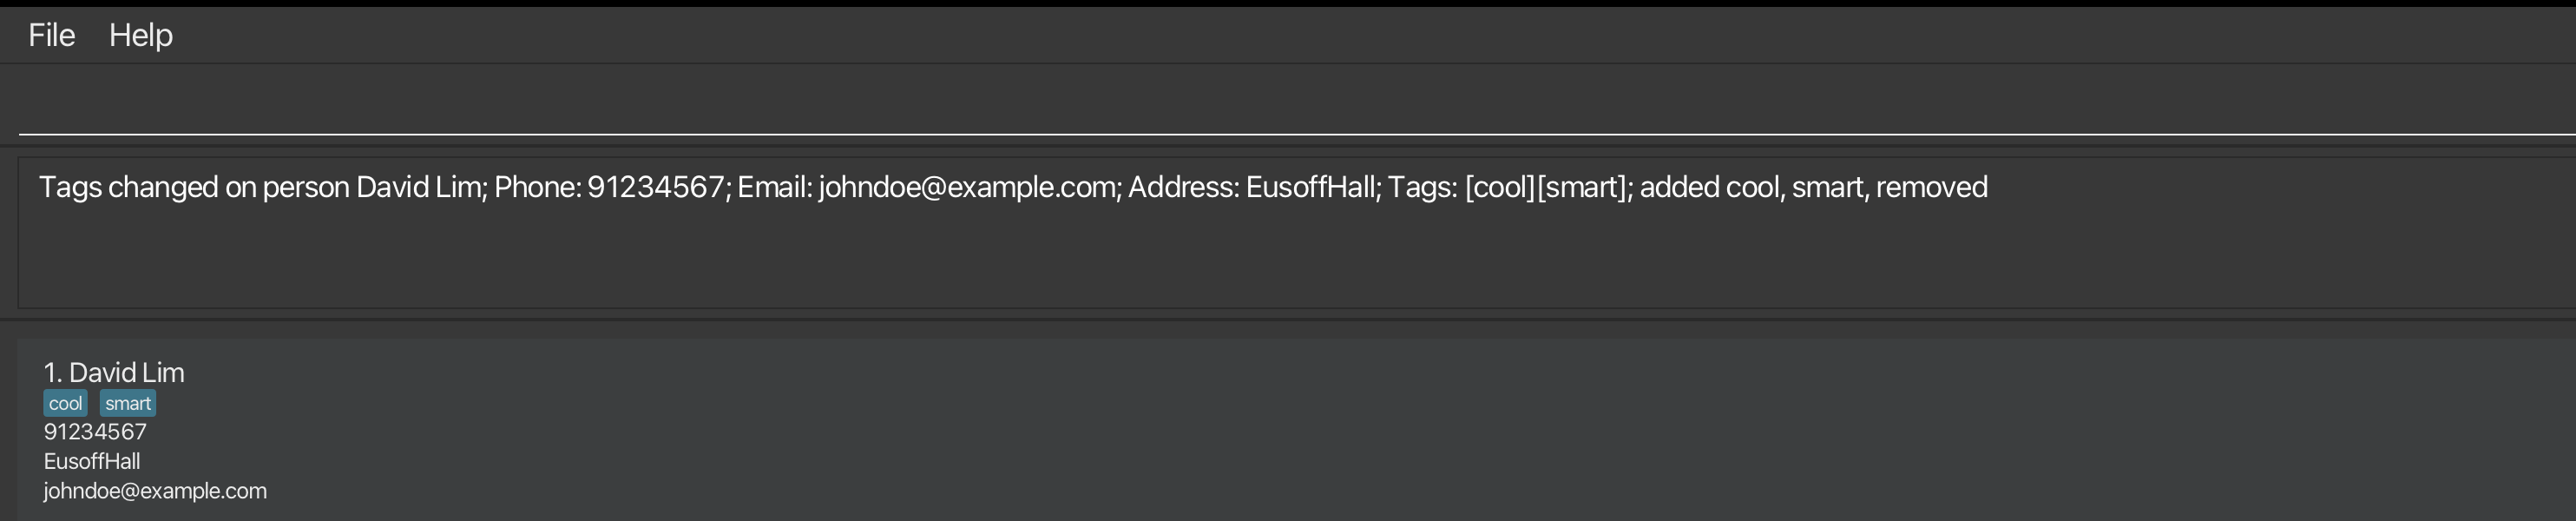 File Help
Tags changed on person David Lim; Phone: 91234567; Email: johndoe@example.com; Address: EusoffHall; Tags: [cool][smart]; added cool, smart, removed
1. David Lim
cool smart
91234567
EusoffHall
johndoe@example.com